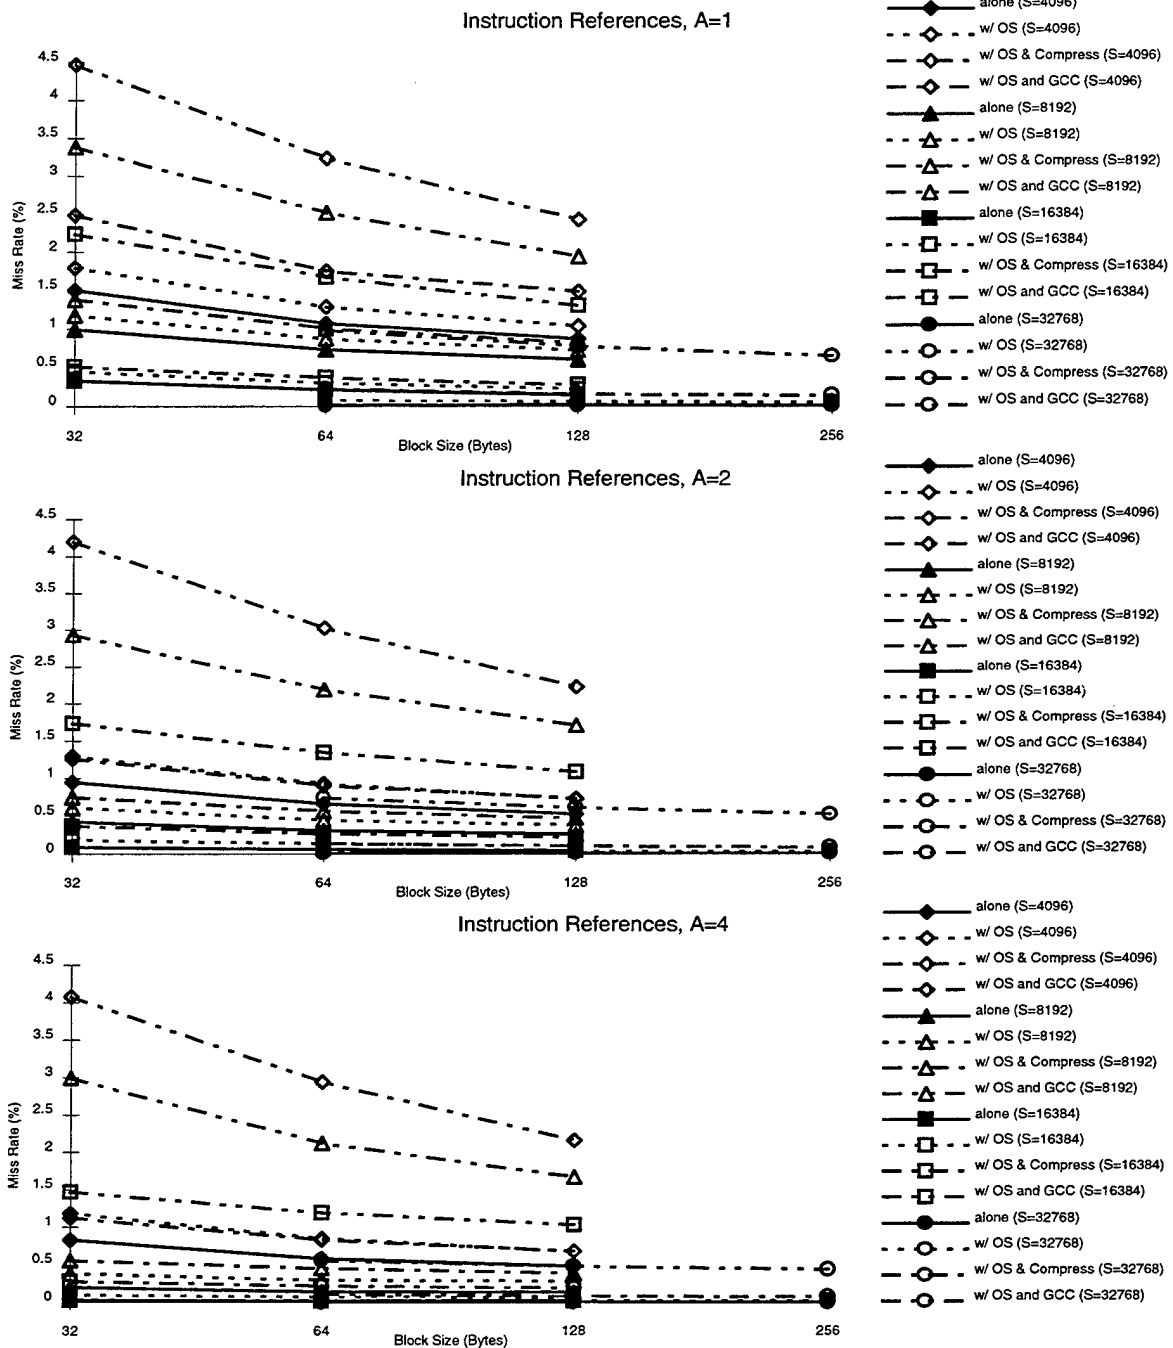 Instruction References, A=1
Miss Rate (%)
4.5
4
3.5
3
2.5
2
1.5
1
0.5
0
32
64
128
256
Block Size (Bytes)
alone (S=4096)
w/ OS (S=4096)
w/ OS & Compress (S=4096)
w/ OS and GCC (S=4096)
alone (S=8192)
w/ OS (S=8192)
w/ OS & Compress (S=8192)
w/ OS and GCC (S=8192)
alone (S=16384)
w/ OS (S=16384)
w/ OS & Compress (S=16384)
w/ OS and GCC (S=16384)
alone (S=32768)
w/ OS (S=32768)
w/ OS & Compress (S=32768)
w/ OS and GCC (S=32768)
Instruction References, A=2
Miss Rate (%)
4.5
4
3.5
3
2.5
2
1.5
1
0.5
0
32
64
128
256
Block Size (Bytes)
alone (S=4096)
w/ OS (S=4096)
w/ OS & Compress (S=4096)
w/ OS and GCC (S=4096)
alone (S=8192)
w/ OS (S=8192)
w/ OS & Compress (S=8192)
w/ OS and GCC (S=8192)
alone (S=16384)
w/ OS (S=16384)
w/ OS & Compress (S=16384)
w/ OS and GCC (S=16384)
alone (S=32768)
w/ OS (S=32768)
w/ OS & Compress (S=32768)
w/ OS and GCC (S=32768)
Instruction References, A=4
Miss Rate (%)
4.5
4
3.5
3
2.5
2
1.5
1
0.5
0
32
64
128
256
Block Size (Bytes)
alone (S=4096)
w/ OS (S=4096)
w/ OS & Compress (S=4096)
w/ OS and GCC (S=4096)
alone (S=8192)
w/ OS (S=8192)
w/ OS & Compress (S=8192)
w/ OS and GCC (S=8192)
alone (S=16384)
w/ OS (S=16384)
w/ OS & Compress (S=16384)
w/ OS and GCC (S=16384)
alone (S=32768)
w/ OS (S=32768)
w/ OS & Compress (S=32768)
w/ OS and GCC (S=32768)